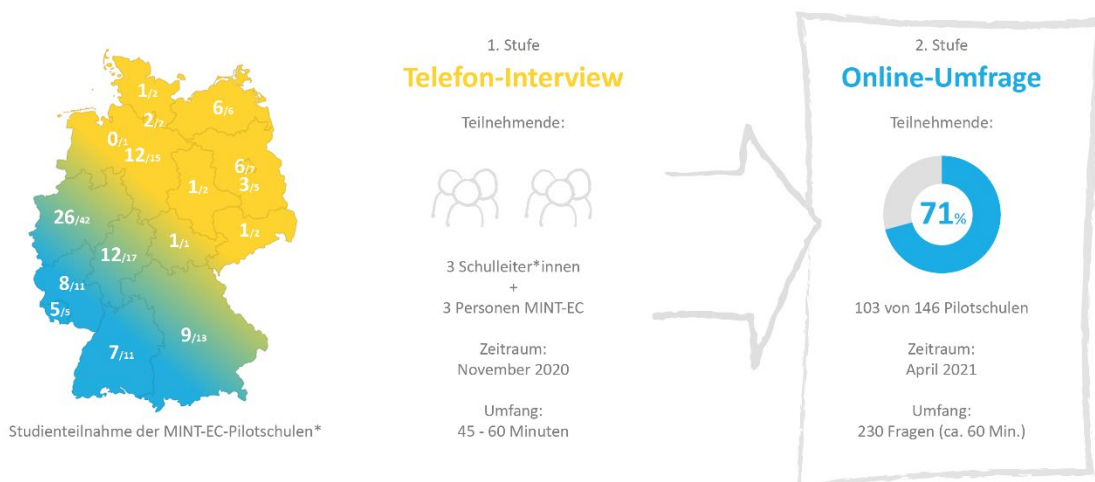 1/2
6/6
2/2
0/1
12/15
6/7
3/5
1/2
26/42
1/2
1/1
12/17
8/11
5/5
9/13
7/11
Studienteilnahme der MINT-EC-Pilotschulen*
1. Stufe
Telefon-Interview
Teilnehmende:
3 Schulleiter*innen
+
3 Personen MINT-EC
Zeitraum:
November 2020
Umfang:
45 - 60 Minuten
2. Stufe
Online-Umfrage
Teilnehmende:
71%
103 von 146 Pilotschulen
Zeitraum:
April 2021
Umfang:
230 Fragen (ca. 60 Min.)